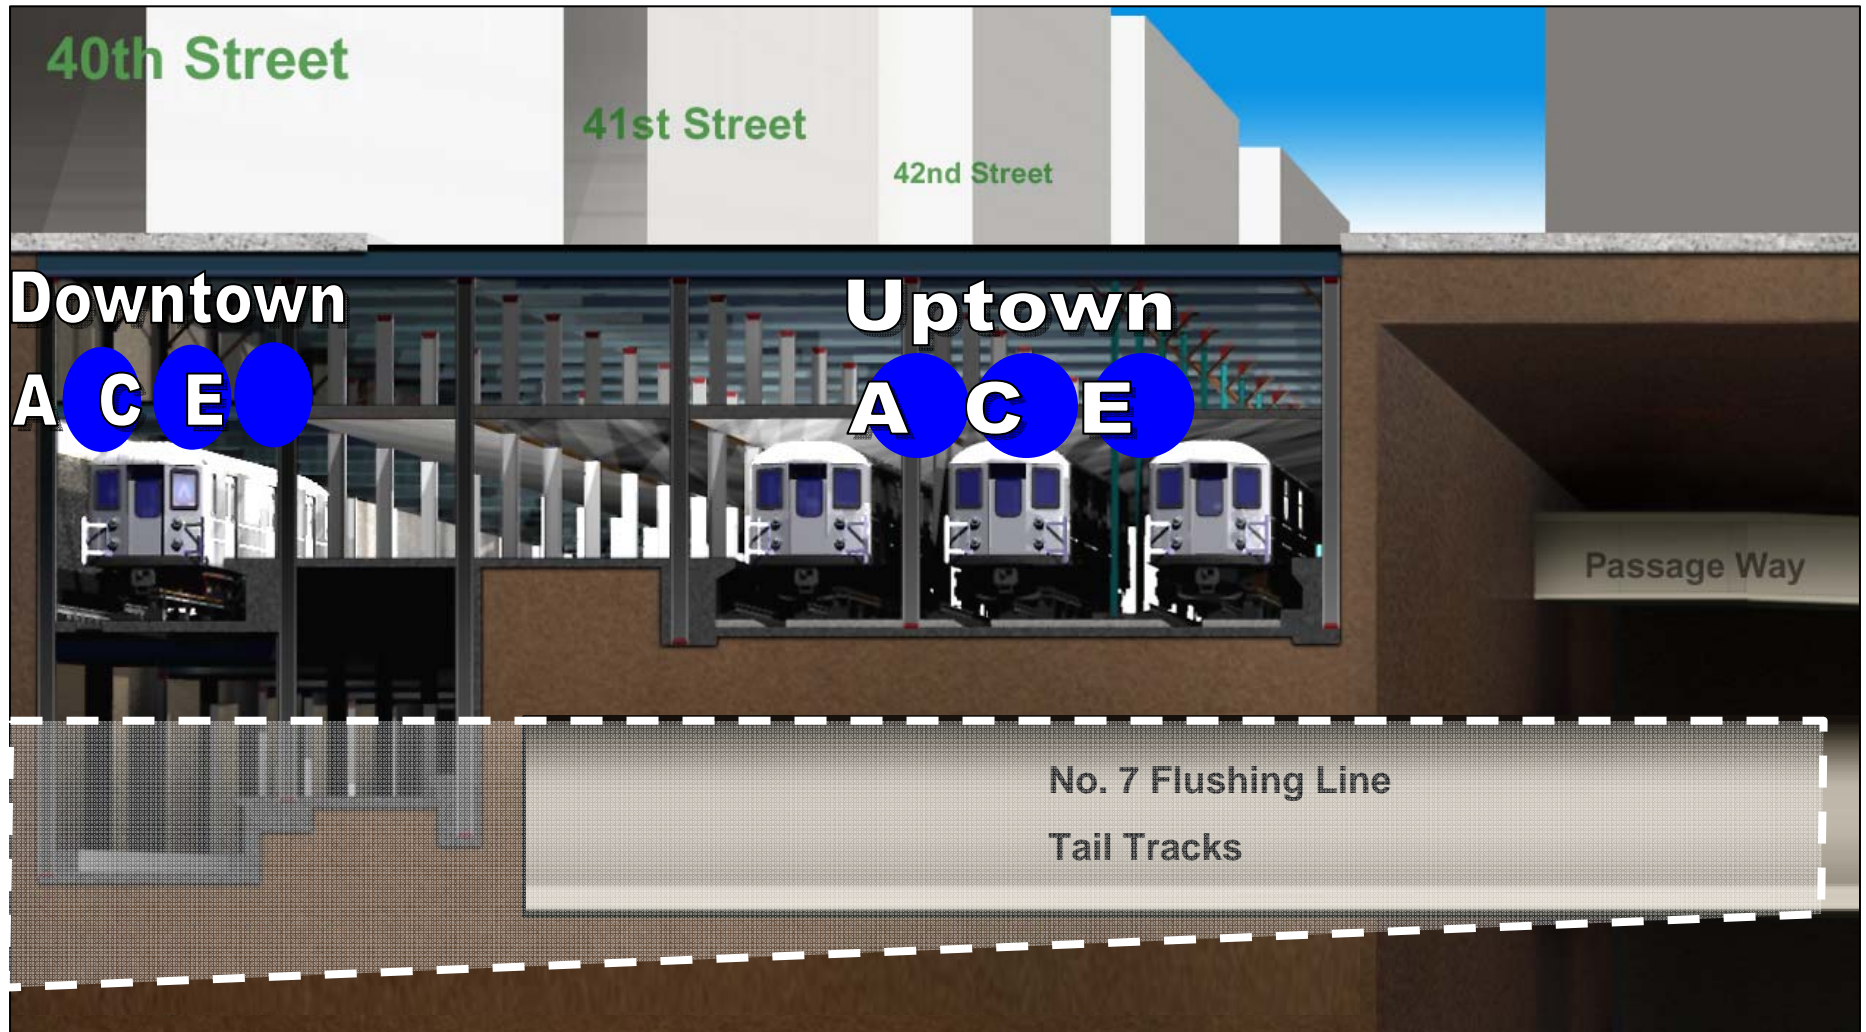 40th Street
41st Street
42nd Street
Downtown
A C E
Uptown
A C E
Passage Way
No. 7 Flushing Line
Tail Tracks